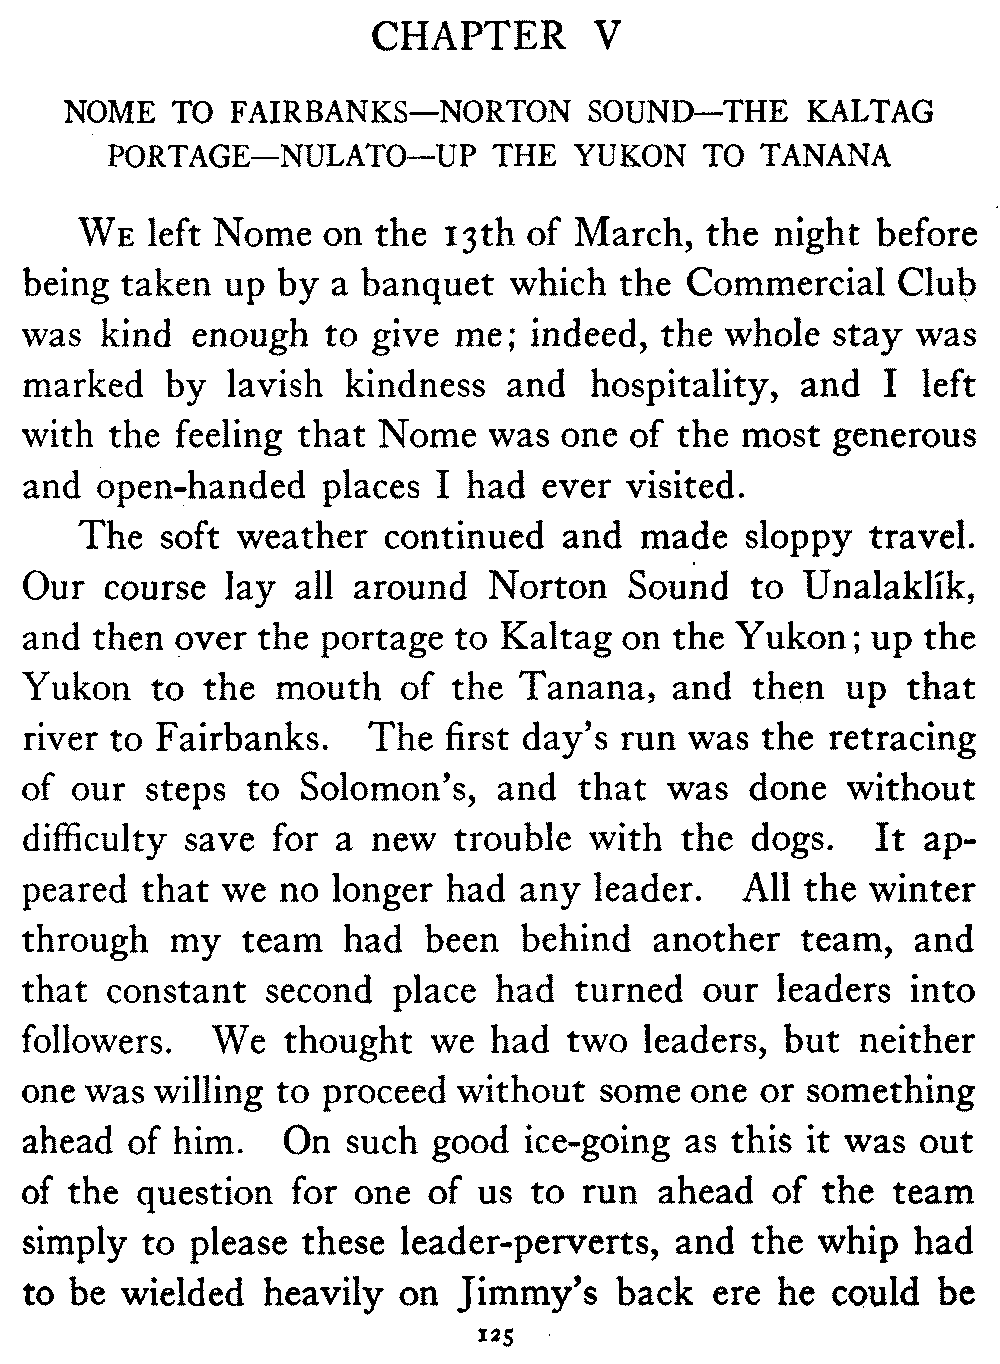 CHAPTER V
NOME TO FAIRBANKS—NORTON SOUND—THE KALTAG
PORTAGE—NULATO—UP THE YUKON TO TANANA
WE left Nome on the 13th of March, the night before
being taken up by a banquet which the Commercial Club
was kind enough to give me; indeed, the whole stay was
marked by lavish kindness and hospitality, and I left
with the feeling that Nome was one of the most generous
and open-handed places I had ever visited.
The soft weather continued and made sloppy travel.
Our course lay all around Norton Sound to Unalaklík,
and then over the portage to Kaltag on the Yukon; up the
Yukon to the mouth of the Tanana, and then up that
river to Fairbanks. The first day's run was the retracing
of our steps to Solomon's, and that was done without
difficulty save for a new trouble with the dogs. It ap-
peared that we no longer had any leader. All the winter
through my team had been behind another team, and
that constant second place had turned our leaders into
followers. We thought we had two leaders, but neither
one was willing to proceed without some one or something
ahead of him. On such good ice-going as this it was out
of the question for one of us to run ahead of the team
simply to please these leader-perverts, and the whip had
to be wielded heavily on Jimmy's back ere he could be
125